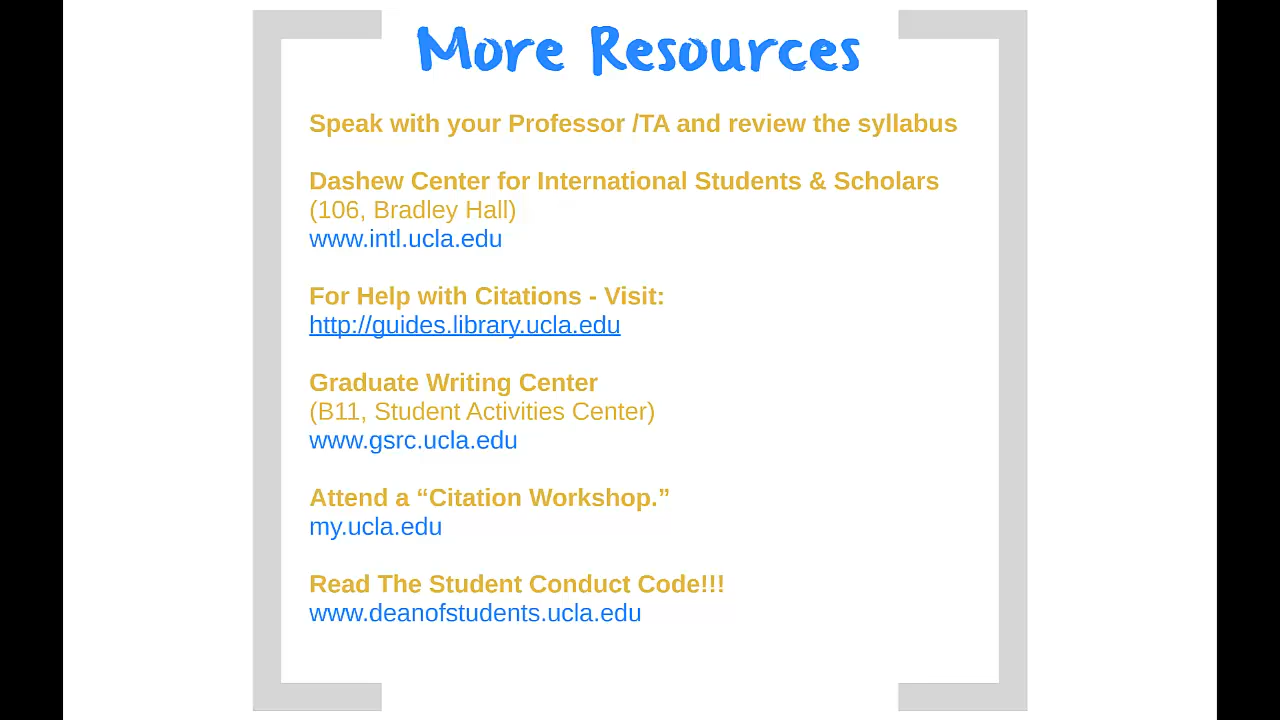 More Resources
Speak with your Professor /TA and review the syllabus
Dashew Center for International Students & Scholars
(106, Bradley Hall)
www.intl.ucla.edu
For Help with Citations - Visit:
http://guides.library.ucla.edu
Graduate Writing Center
(B11, Student Activities Center)
www.gsrc.ucla.edu
Attend a “Citation Workshop.”
my.ucla.edu
Read The Student Conduct Code!!!
www.deanofstudents.ucla.edu